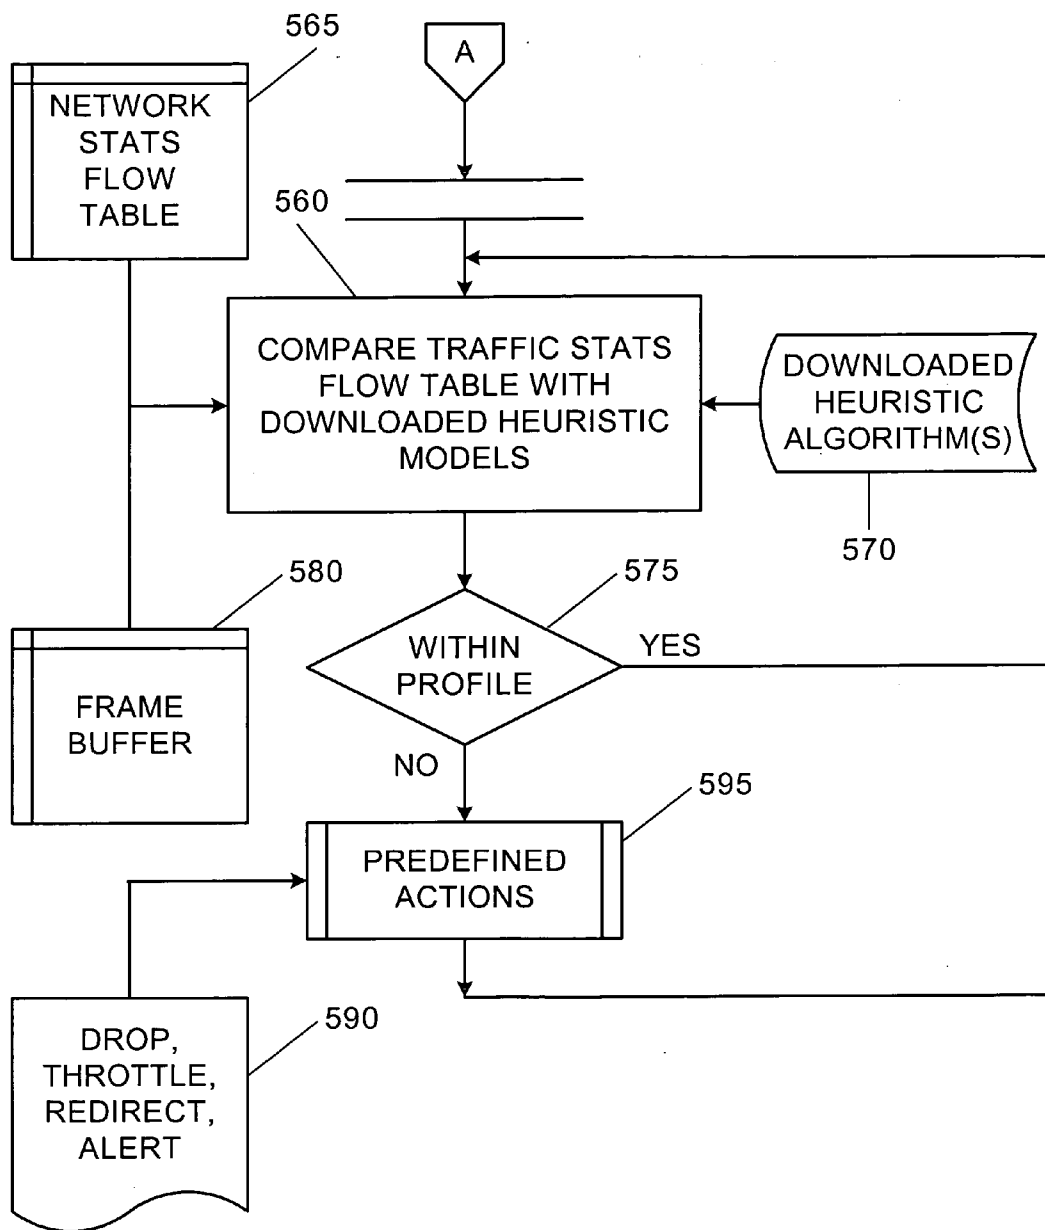 565
A
NETWORK
STATS
FLOW
TABLE
560
COMPARE TRAFFIC STATS
FLOW TABLE WITH
DOWNLOADED HEURISTIC
MODELS
DOWNLOADED
HEURISTIC
ALGORITHM(S)
570
580
575
WITHIN
PROFILE
YES
FRAME
BUFFER
NO
595
PREDEFINED
ACTIONS
590
DROP,
THROTTLE,
REDIRECT,
ALERT